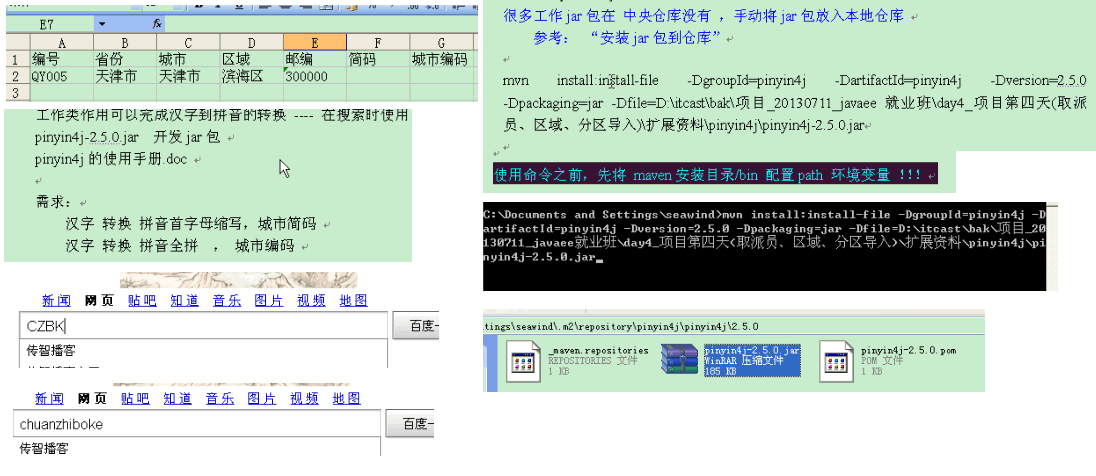 E7
fx
A B C D E F G
1 编号 省份 城市 区域 邮编 简码 城市编码
2 QY005 天津市 天津市 滨海区 300000
3
工作类作用可以完成汉字到拼音的转换 ---- 在搜索时使用
pinyin4j-2.5.0.jar 开发 jar 包
pinyin4j 的使用手册.doc
需求：
汉字 转换 拼音首字母缩写，城市简码
汉字 转换 拼音全拼 ， 城市编码
新闻 网页 贴吧 知道 音乐 图片 视频 地图
CZBK
百度一
传智播客
新闻 网页 贴吧 知道 音乐 图片 视频 地图
chuanzhiboke
百度一
传智播客
很多工作 jar 包在 中央仓库没有 ，手动将 jar 包放入本地仓库
参考： “安装 jar 包到仓库”
mvn install:install-file -DgroupId=pinyin4j -DartifactId=pinyin4j -Dversion=2.5.0
-Dpackaging=jar -Dfile=D:\itcast\bak\项目_20130711_javaee 就业班\day4_项目第四天(取派
员、区域、分区导入)\扩展资料\pinyin4j\pinyin4j-2.5.0.jar
使用命令之前，先将 maven 安装目录/bin 配置 path 环境变量 ！！！
C:\Documents and Settings\seawind>mvn install:install-file -DgroupId=pinyin4j -D
artifactId=pinyin4j -Dversion=2.5.0 -Dpackaging=jar -Dfile=D:\itcast\bak\项目_20
130711_javaee就业班\day4_项目第四天(取派员、区域、分区导入)\扩展资料\pinyin4j\pi
nyin4j-2.5.0.jar
tings\seawind\.m2\repository\pinyin4j\pinyin4j\2.5.0
_maven.repositories
REPOSITORIES 文件
1 KB
pinyin4j-2.5.0.jar
WinRAR 压缩文件
185 KB
pinyin4j-2.5.0.pom
POM 文件
1 KB